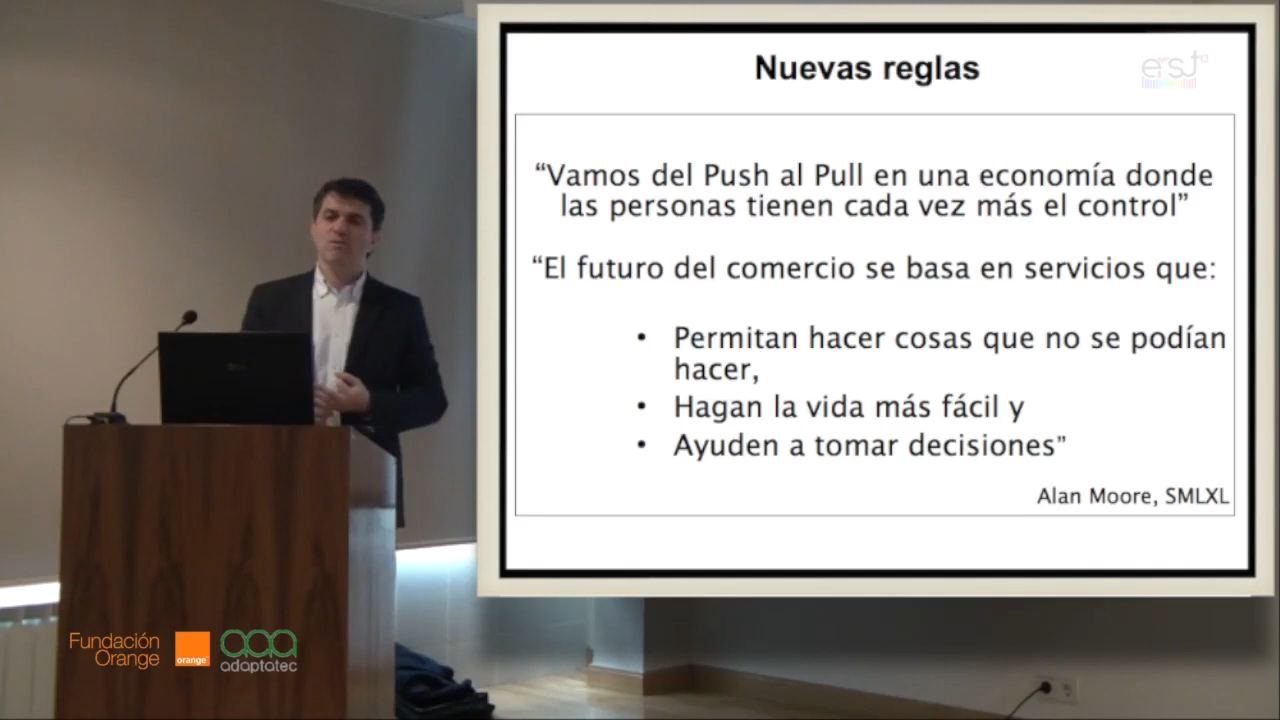 Nuevas reglas
ersj
“Vamos del Push al Pull en una economía donde
las personas tienen cada vez más el control”
“El futuro del comercio se basa en servicios que:
• Permitan hacer cosas que no se podían
hacer,
• Hagan la vida más fácil y
• Ayuden a tomar decisiones”
Alan Moore, SMLXL
Fundación
Orange
orange
adaptatec